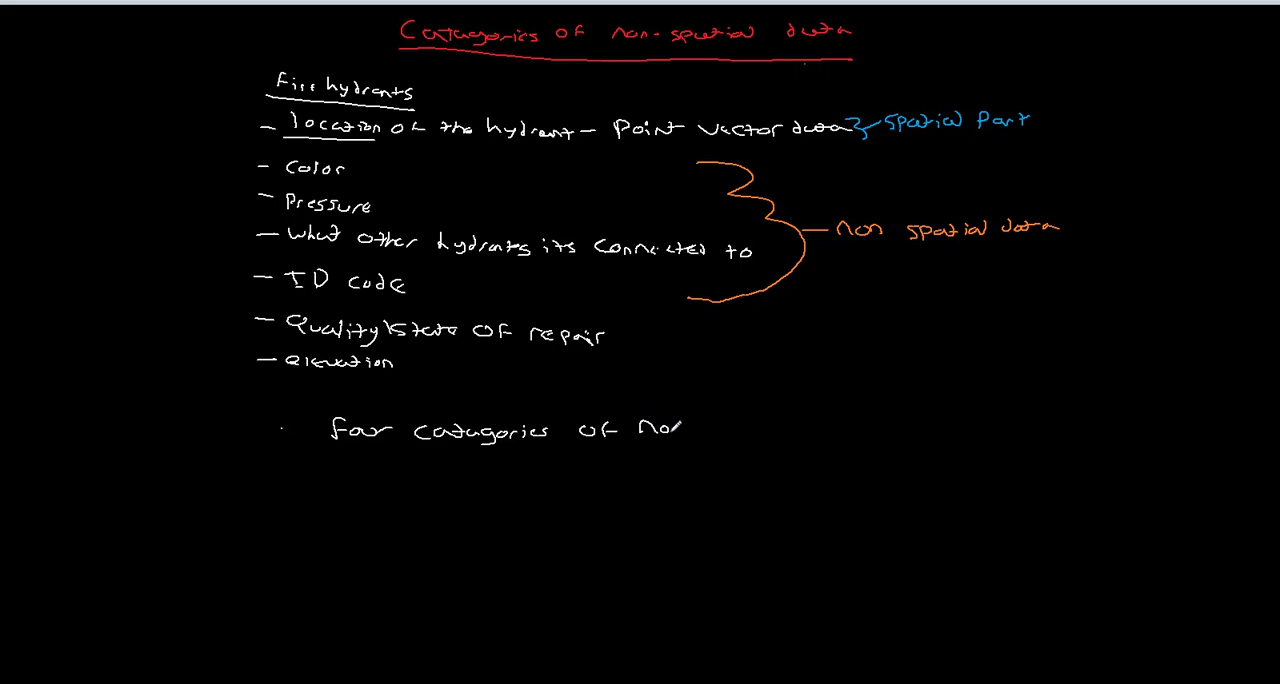 Catagories of non-spatial data
Fire hydrants
- location of the hydrant - Point vector data } spatial part
- Color
- Pressure
- What other hydrants its connected to
- non spatial data
- ID code
- Quality\State of repair
- elevation
four catagories of non